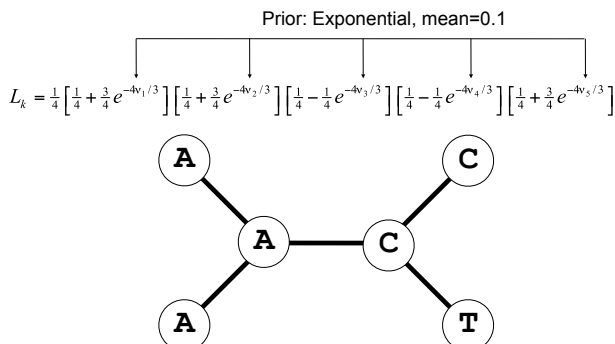 Prior: Exponential, mean=0.1
L_k = 1/4 [1/4 + 3/4 e^{-4v_1/3}] [1/4 + 3/4 e^{-4v_2/3}] [1/4 - 1/4 e^{-4v_3/3}] [1/4 - 1/4 e^{-4v_4/3}] [1/4 + 3/4 e^{-4v_5/3}]
A C
A C
A T